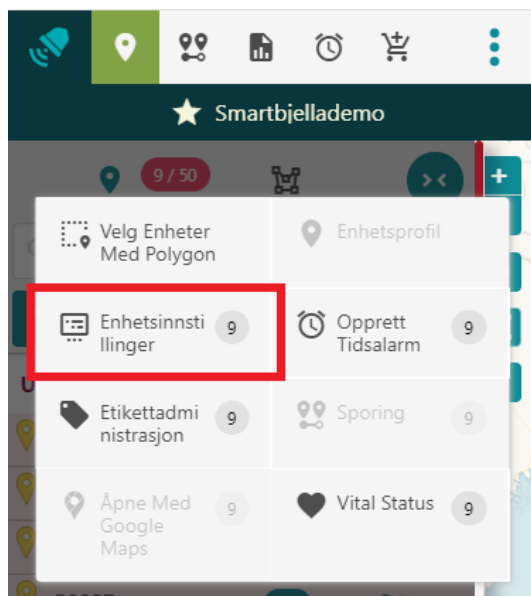 Smartbjellademo
9 / 50
Velg Enheter
Med Polygon
Enhetsprofil
Enhetsinnsti
llinger
9
Opprett
Tidsalarm
9
Etikettadmi
nistrasjon
9
Sporing
9
Åpne Med
Google
Maps
9
Vital Status
9